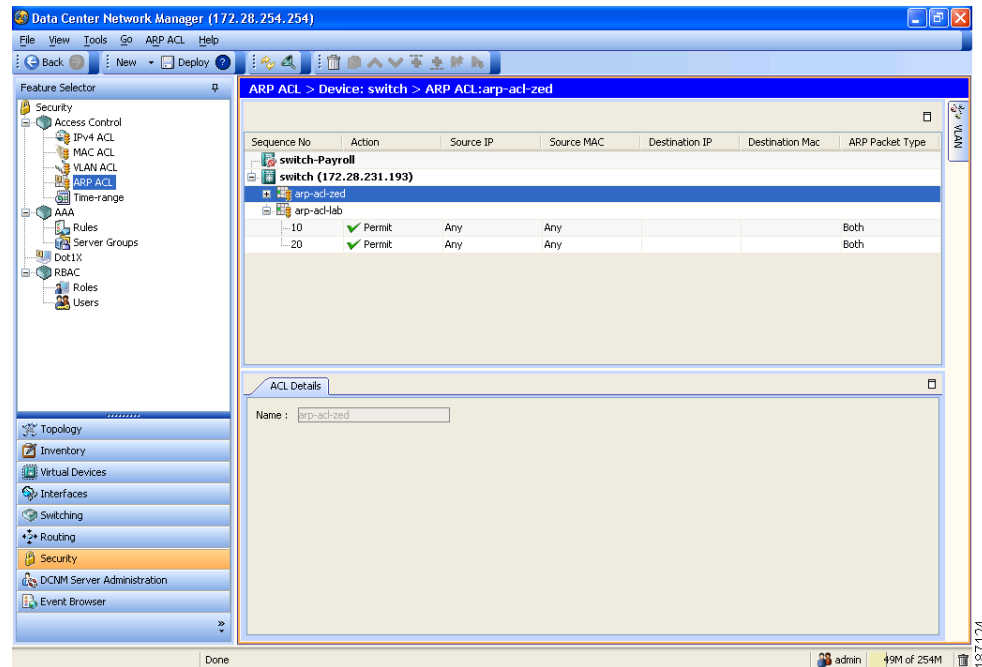 Data Center Network Manager (172.28.254.254)
File View Tools Go ARP ACL Help
Back New Deploy
Feature Selector
Security
Access Control
IPv4 ACL
MAC ACL
VLAN ACL
ARP ACL
Time-range
AAA
Rules
Server Groups
Dot1X
RBAC
Roles
Users
Topology
Inventory
Virtual Devices
Interfaces
Switching
Routing
Security
DCNM Server Administration
Event Browser
ARP ACL > Device: switch > ARP ACL:arp-acl-zed
Sequence No Action Source IP Source MAC Destination IP Destination Mac ARP Packet Type
switch-Payroll
switch (172.28.231.193)
arp-acl-zed
arp-acl-lab
10 Permit Any Any Both
20 Permit Any Any Both
VLAN
ACL Details
Name : arp-acl-zed
Done admin 49M of 254M
187124